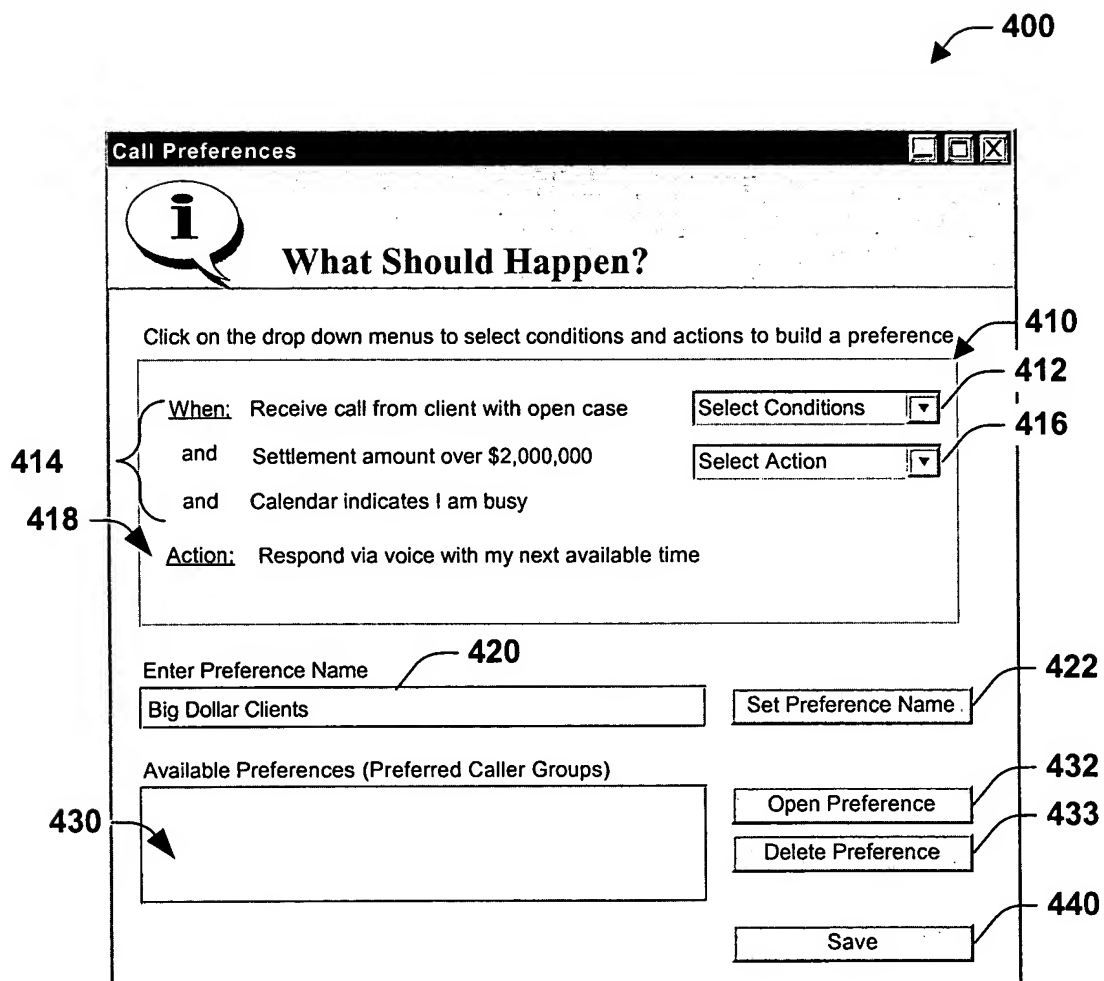 400
Call Preferences
i
What Should Happen?
Click on the drop down menus to select conditions and actions to build a preference
410
When: Receive call from client with open case
Select Conditions
412
and Settlement amount over $2,000,000
Select Action
416
414
and Calendar indicates I am busy
418
Action: Respond via voice with my next available time
Enter Preference Name
420
Big Dollar Clients
Set Preference Name
422
Available Preferences (Preferred Caller Groups)
430
Open Preference
432
Delete Preference
433
Save
440